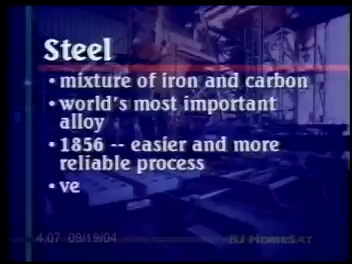 Steel
• mixture of iron and carbon
• world's most important
alloy
• 1856 -- easier and more
reliable process
• ve
4.07 09/19/04
BJ HOMESAT